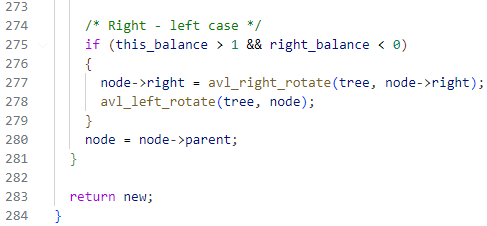 273
274 /* Right - left case */
275 if (this_balance > 1 && right_balance < 0)
276 {
277 node->right = avl_right_rotate(tree, node->right);
278 avl_left_rotate(tree, node);
279 }
280 node = node->parent;
281 }
282
283 return new;
284 }